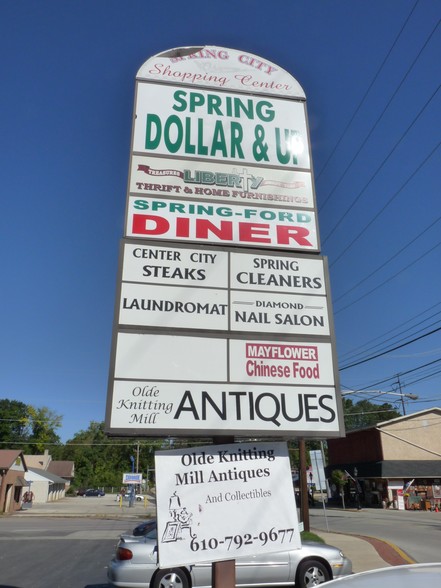 SPRING CITY
Shopping Center
SPRING
DOLLAR & UP
TREASURES
LIBERTY
THRIFT & HOME FURNISHINGS
SPRING-FORD
DINER
CENTER CITY
STEAKS
SPRING
CLEANERS
LAUNDROMAT
DIAMOND
NAIL SALON
MAYFLOWER
Chinese Food
Olde
Knitting
Mill
ANTIQUES
Olde Knitting
Mill Antiques
And Collectibles
610-792-9677